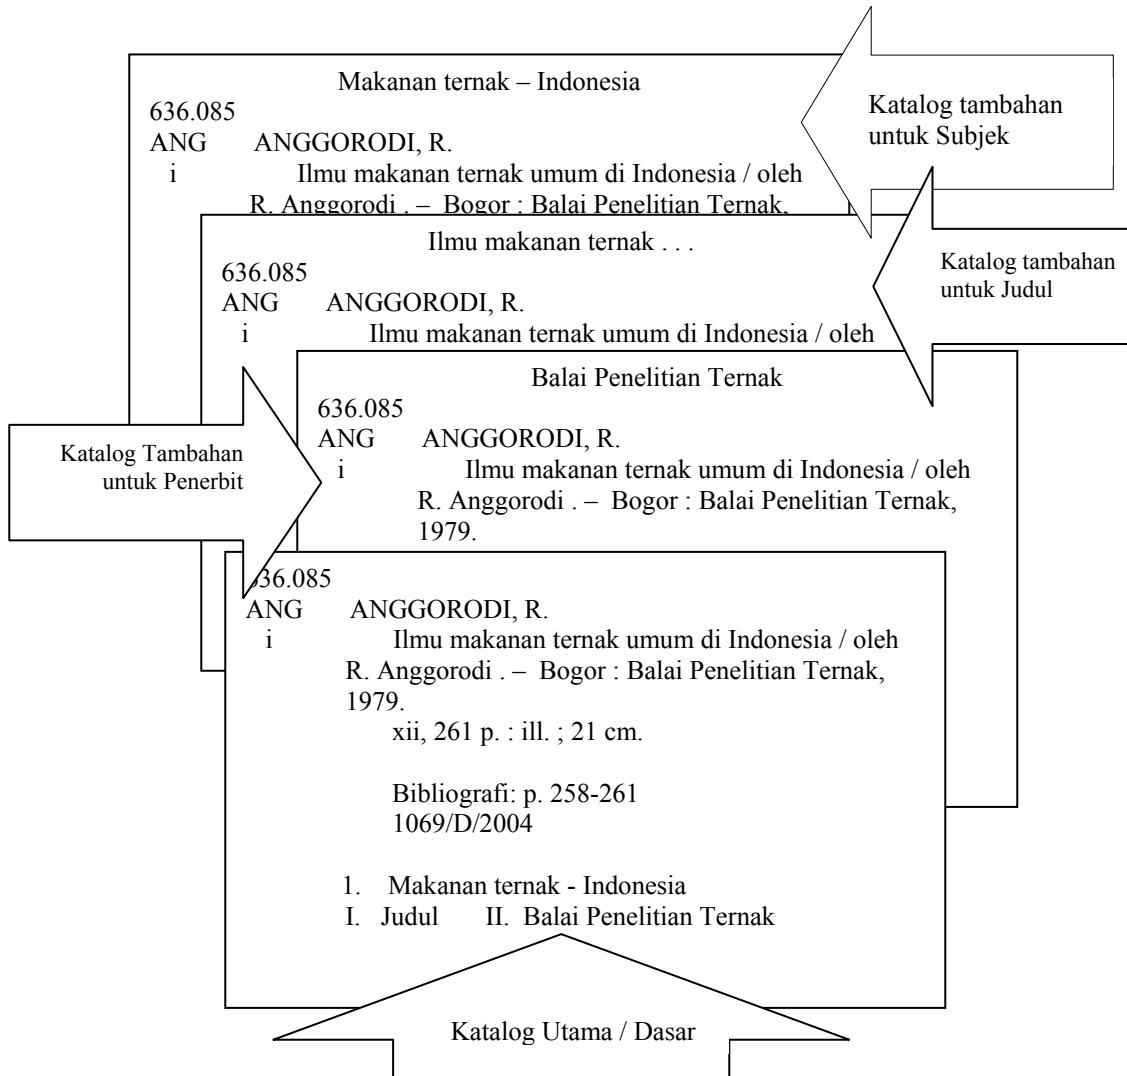 Makanan ternak – Indonesia
636.085
ANG ANGGORODI, R.
i Ilmu makanan ternak umum di Indonesia / oleh
R. Anggorodi . – Bogor : Balai Penelitian Ternak,
Katalog tambahan
untuk Subjek
Ilmu makanan ternak . . .
636.085
ANG ANGGORODI, R.
i Ilmu makanan ternak umum di Indonesia / oleh
Katalog tambahan
untuk Judul
Balai Penelitian Ternak
636.085
ANG ANGGORODI, R.
i Ilmu makanan ternak umum di Indonesia / oleh
R. Anggorodi . – Bogor : Balai Penelitian Ternak,
1979.
Katalog Tambahan
untuk Penerbit
636.085
ANG ANGGORODI, R.
i Ilmu makanan ternak umum di Indonesia / oleh
R. Anggorodi . – Bogor : Balai Penelitian Ternak,
1979.
xii, 261 p. : ill. ; 21 cm.
Bibliografi: p. 258-261
1069/D/2004
1. Makanan ternak - Indonesia
I. Judul II. Balai Penelitian Ternak
Katalog Utama / Dasar